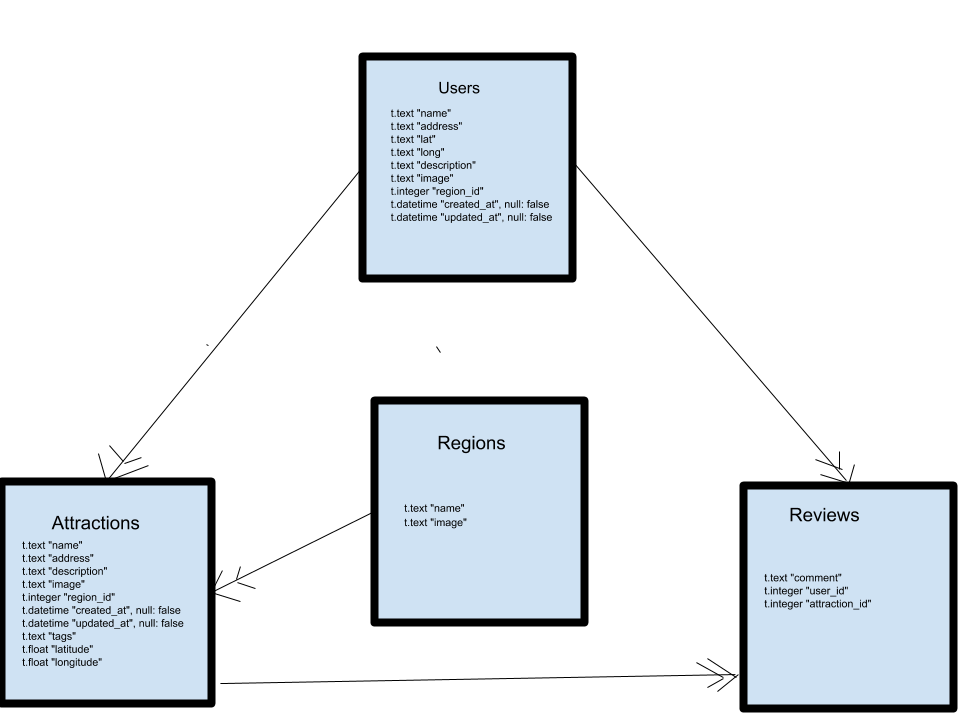 Users
t.text "name"
t.text "address"
t.text "lat"
t.text "long"
t.text "description"
t.text "image"
t.integer "region_id"
t.datetime "created_at", null: false
t.datetime "updated_at", null: false
Regions
t.text "name"
t.text "image"
Attractions
t.text "name"
t.text "address"
t.text "description"
t.text "image"
t.integer "region_id"
t.datetime "created_at", null: false
t.datetime "updated_at", null: false
t.text "tags"
t.float "latitude"
t.float "longitude"
Reviews
t.text "comment"
t.integer "user_id"
t.integer "attraction_id"